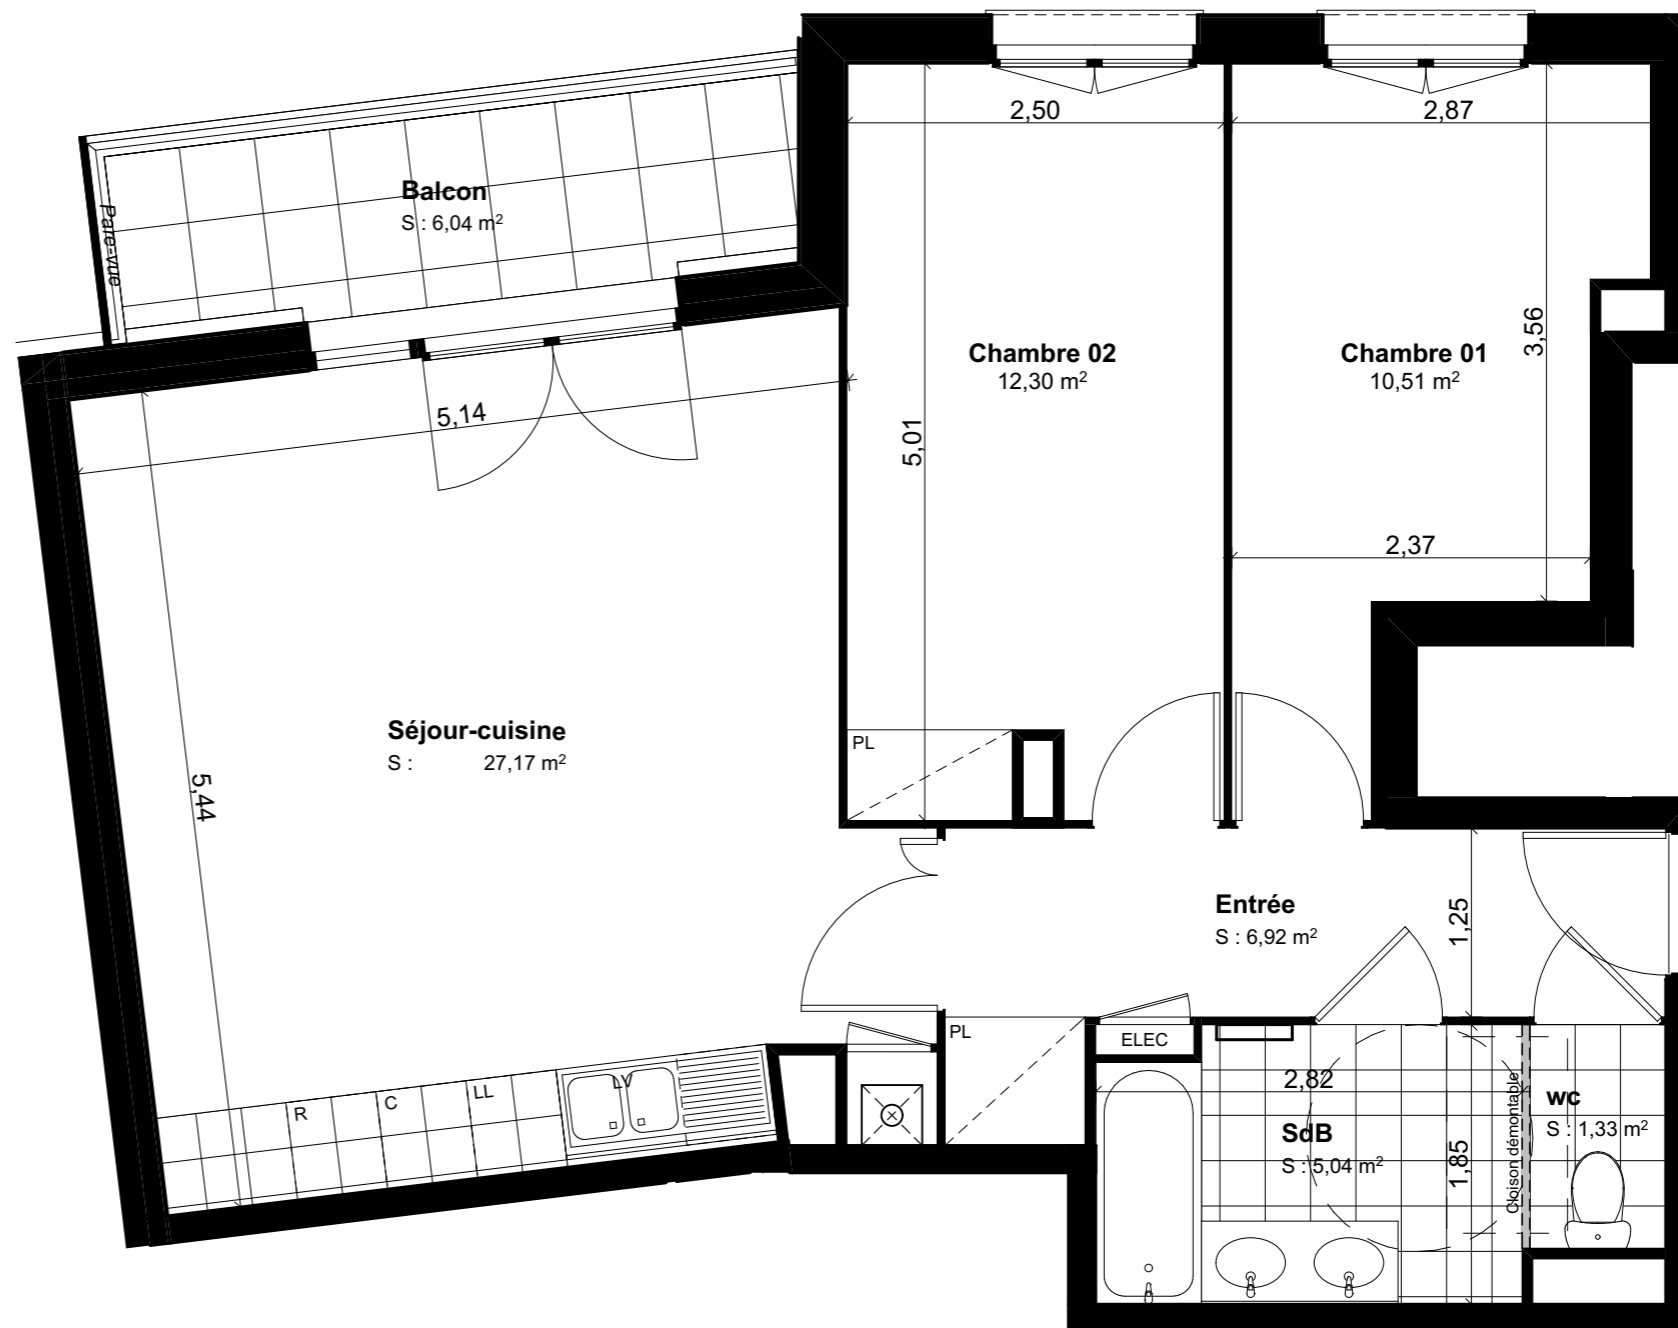 2,50
2,87
Balcon
S : 6,04 m²
Pare-vue
3,56
Chambre 02
12,30 m²
Chambre 01
10,51 m²
5,14
5,01
2,37
Séjour-cuisine
S : 27,17 m²
PL
5,44
Entrée
S : 6,92 m²
1,25
PL
ELEC
R
C
LL
LV
2,82
Cloison démontable
wc
S : 1,33 m²
SdB
S : 5,04 m²
1,85